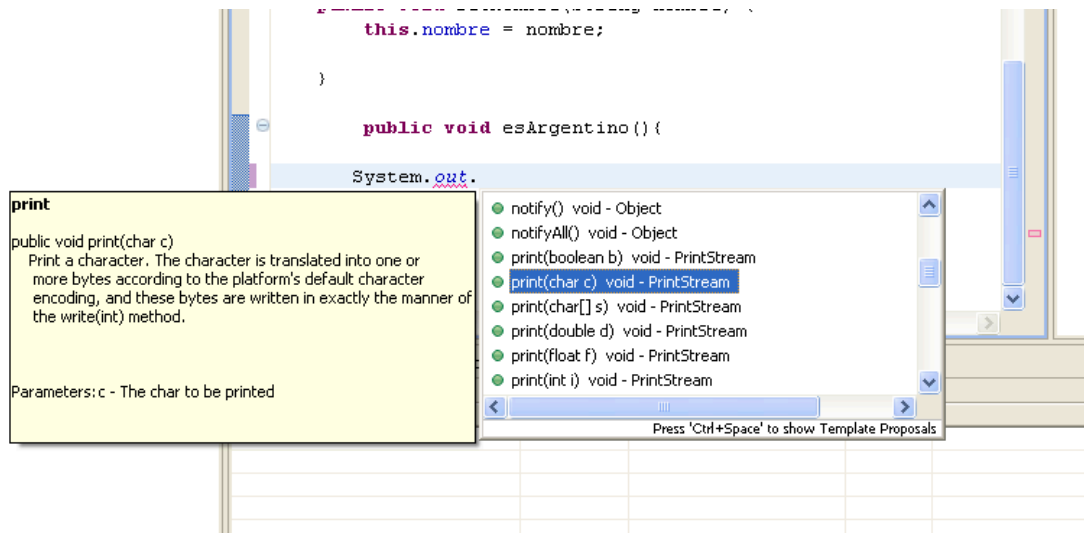 this.nombre = nombre;
}
public void esArgentino(){
System.out.
print
public void print(char c)
Print a character. The character is translated into one or
more bytes according to the platform's default character
encoding, and these bytes are written in exactly the manner of
the write(int) method.
Parameters:c - The char to be printed
notify() void - Object
notifyAll() void - Object
print(boolean b) void - PrintStream
print(char c) void - PrintStream
print(char[] s) void - PrintStream
print(double d) void - PrintStream
print(float f) void - PrintStream
print(int i) void - PrintStream
Press 'Ctrl+Space' to show Template Proposals